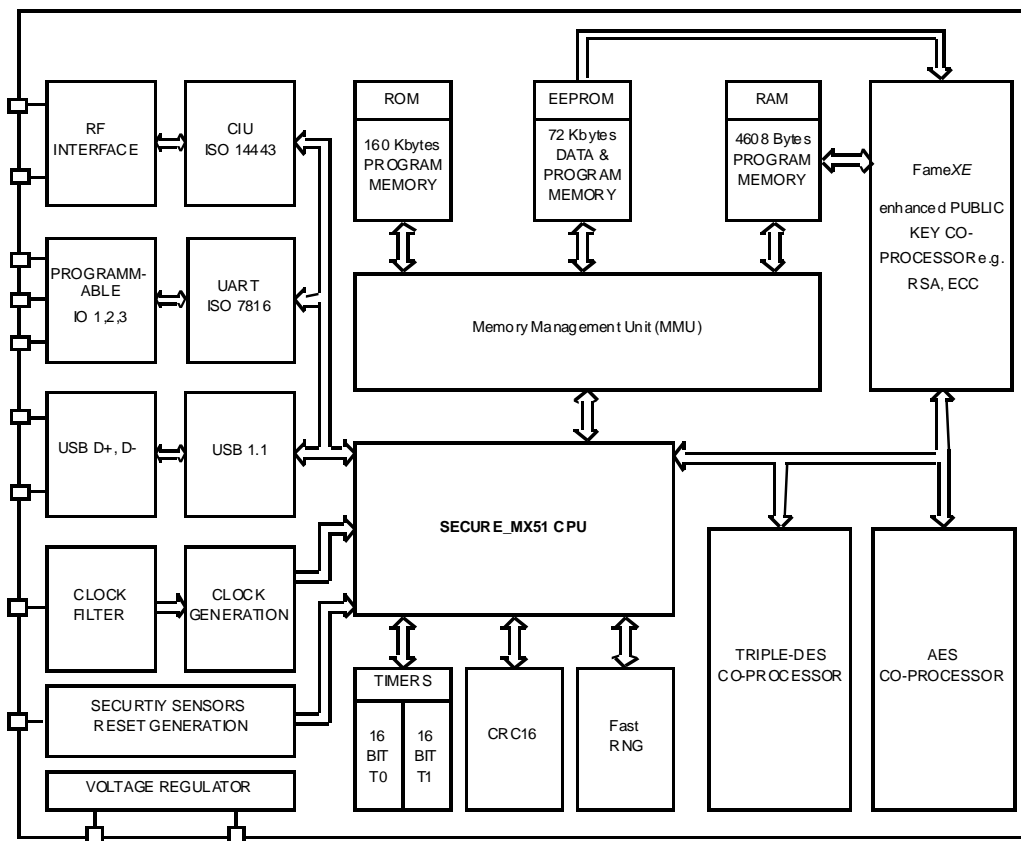 RF
INTERFACE
CIU
ISO 14443
ROM
160 Kbytes
PROGRAM
MEMORY
EEPROM
72 Kbytes
DATA &
PROGRAM
MEMORY
RAM
4608 Bytes
PROGRAM
MEMORY
FameXE
enhanced PUBLIC
KEY CO-
PROCESSOR e.g.
RSA, ECC
PROGRAMM-
ABLE
IO 1,2,3
UART
ISO 7816
Memory Management Unit (MMU)
USB D+, D-
USB 1.1
SECURE_MX51 CPU
CLOCK
FILTER
CLOCK
GENERATION
SECURTIY SENSORS
RESET GENERATION
VOLTAGE REGULATOR
TIMERS
16
BIT
T0
16
BIT
T1
CRC16
Fast
RNG
TRIPLE-DES
CO-PROCESSOR
AES
CO-PROCESSOR